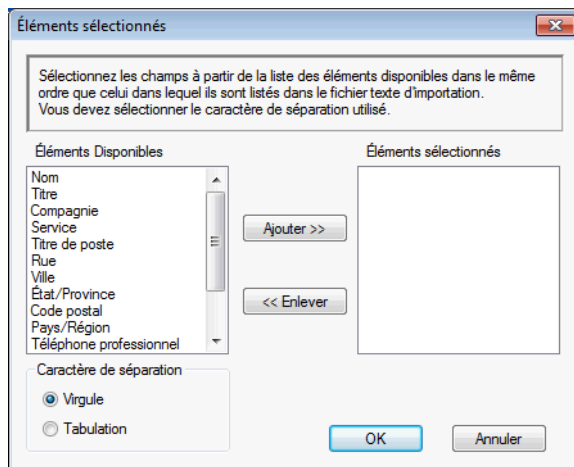 Éléments sélectionnés
Sélectionnez les champs à partir de la liste des éléments disponibles dans le même
ordre que celui dans lequel ils sont listés dans le fichier texte d'importation.
Vous devez sélectionner le caractère de séparation utilisé.
Éléments Disponibles
Éléments sélectionnés
Nom
Titre
Compagnie
Service
Titre de poste
Rue
Ville
État/Province
Code postal
Pays/Région
Téléphone professionnel
Ajouter >>
<< Enlever
Caractère de séparation
Virgule
Tabulation
OK
Annuler